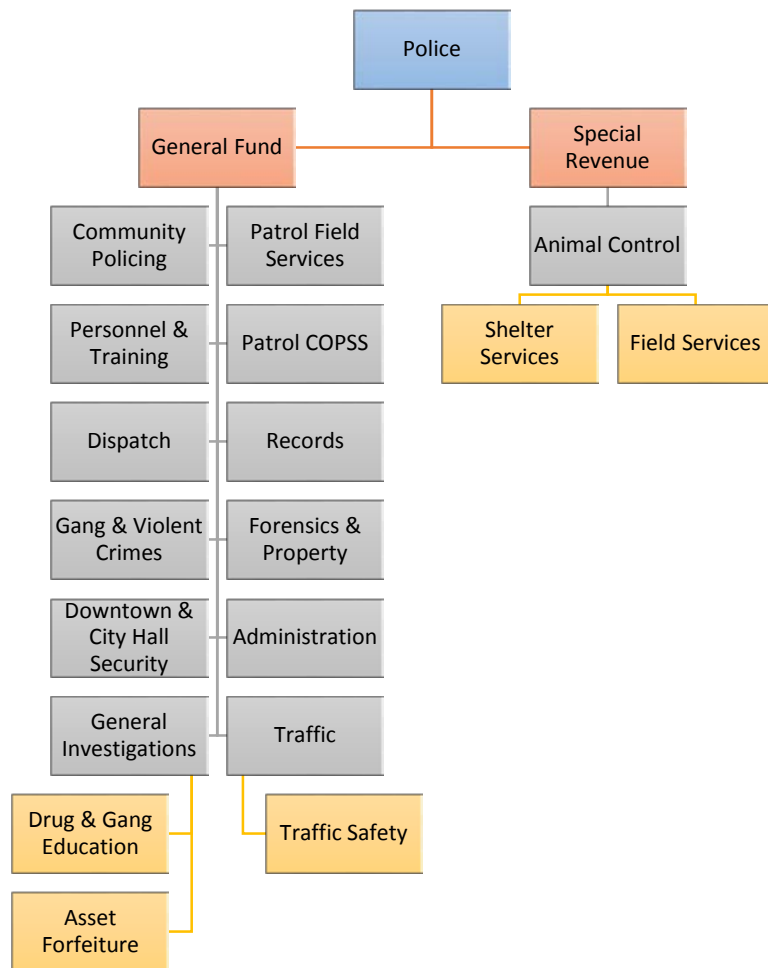 Police
General Fund
Special
Revenue
Community
Policing
Patrol Field
Services
Animal Control
Personnel &
Training
Patrol COPSS
Shelter
Services
Field Services
Dispatch
Records
Gang & Violent
Crimes
Forensics &
Property
Downtown &
City Hall
Security
Administration
General
Investigations
Traffic
Drug & Gang
Education
Traffic Safety
Asset
Forfeiture